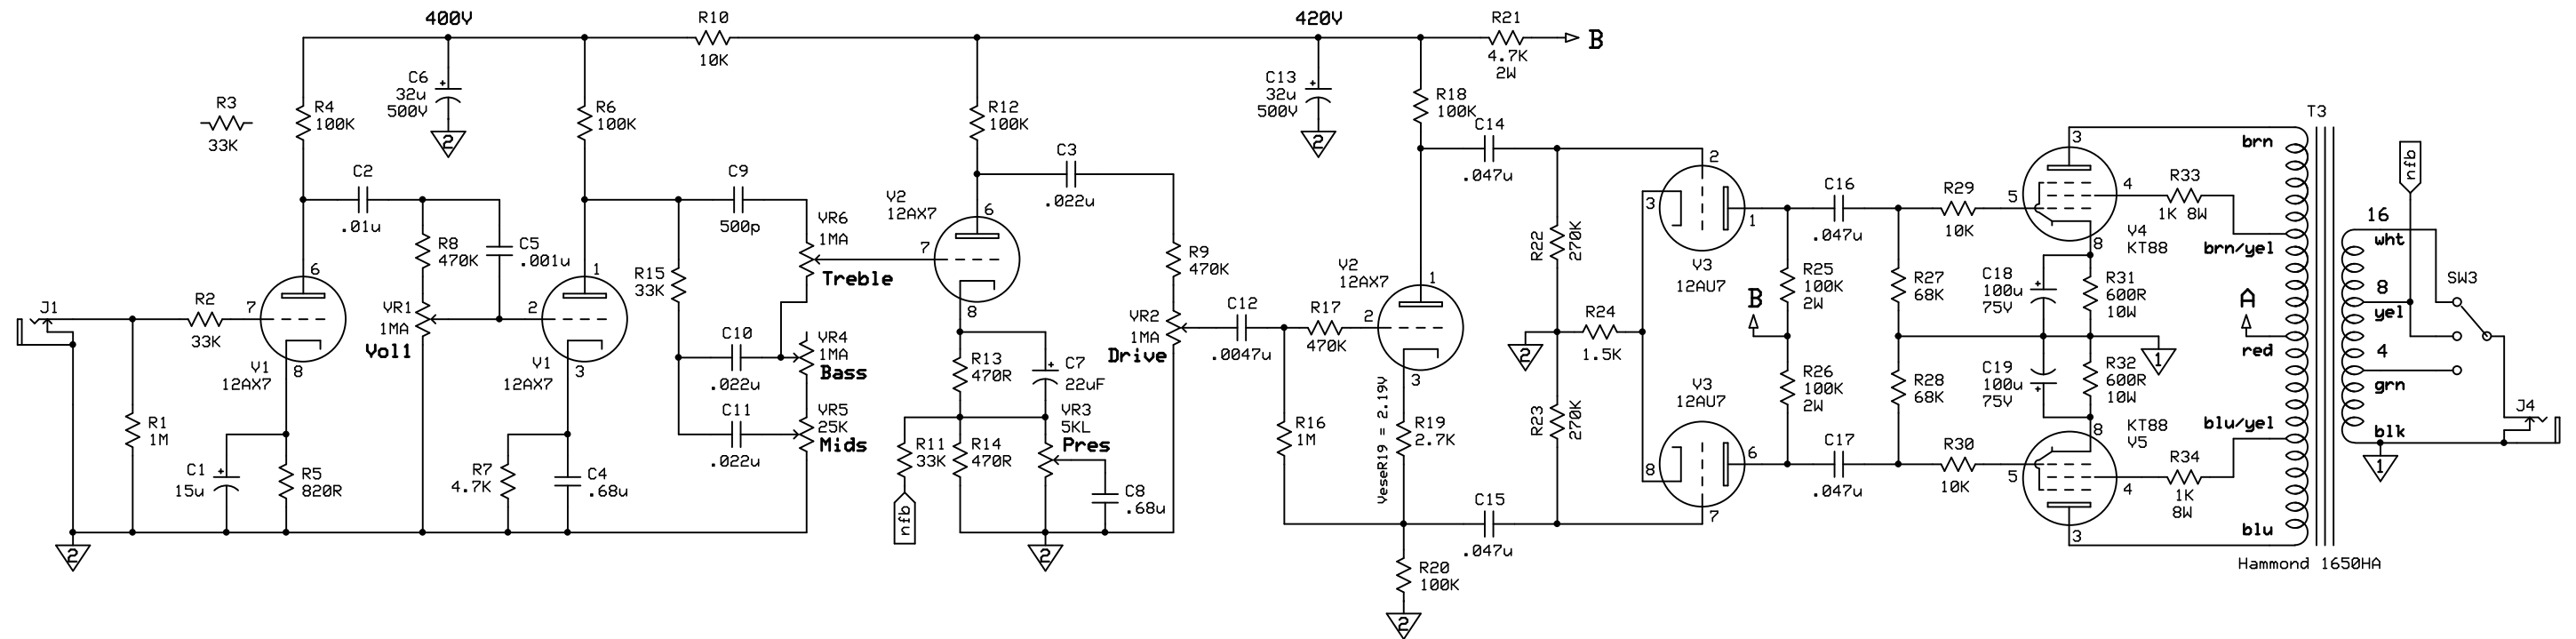 400V
R10
10K
420V
R21
4.7K
2W
B
R3
33K
R4
100K
C6
32u
500V
2
R6
100K
R12
100K
C13
32u
500V
2
R18
100K
C14
.047u
T3
C2
.01u
C9
500p
V2
12AX7
6
7
8
C3
.022u
R8
470K
C5
.001u
VR6
1MA
Treble
R15
33K
R9
470K
J1
R2
33K
7
6
8
V1
12AX7
VR1
1MA
Vol1
2
1
3
V1
12AX7
C10
.022u
VR4
1MA
Bass
C11
.022u
VR5
25K
Mids
R1
1M
C1
15u
R5
820R
R7
4.7K
C4
.68u
2
R13
470R
C7
22uF
R11
33K
R14
470R
VR3
5KL
Pres
C8
.68u
nfb
2
VR2
1MA
Drive
C12
.0047u
R17
470K
V2
12AX7
2
1
3
R16
1M
VeseR19 = 2.19V
R19
2.7K
R20
100K
2
C15
.047u
R22
270K
R23
270K
2
R24
1.5K
2
3
1
V3
12AU7
V3
12AU7
8
6
7
B
R25
100K
2W
R26
100K
2W
C16
.047u
C17
.047u
R27
68K
R28
68K
R29
10K
R30
10K
3
5
4
8
V4
KT88
C18
100u
75V
R31
600R
10W
C19
100u
75V
R32
600R
10W
1
KT88
V5
8
5
4
3
R33
1K 8W
R34
1K
8W
brn
brn/yel
A
red
blu/yel
blu
Hammond 1650HA
nfb
16
wht
8
yel
4
grn
blk
1
SW3
J4